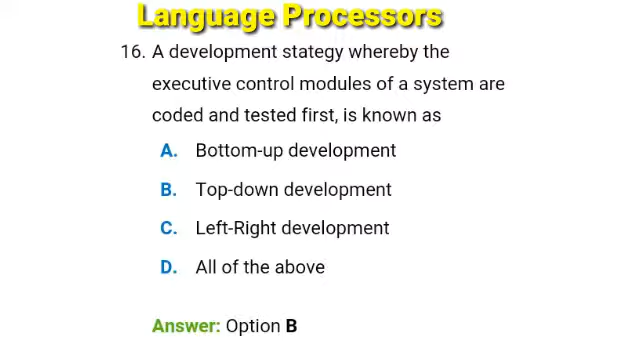 Language Processors
16. A development stategy whereby the
executive control modules of a system are
coded and tested first, is known as
A. Bottom-up development
B. Top-down development
C. Left-Right development
D. All of the above
Answer: Option B